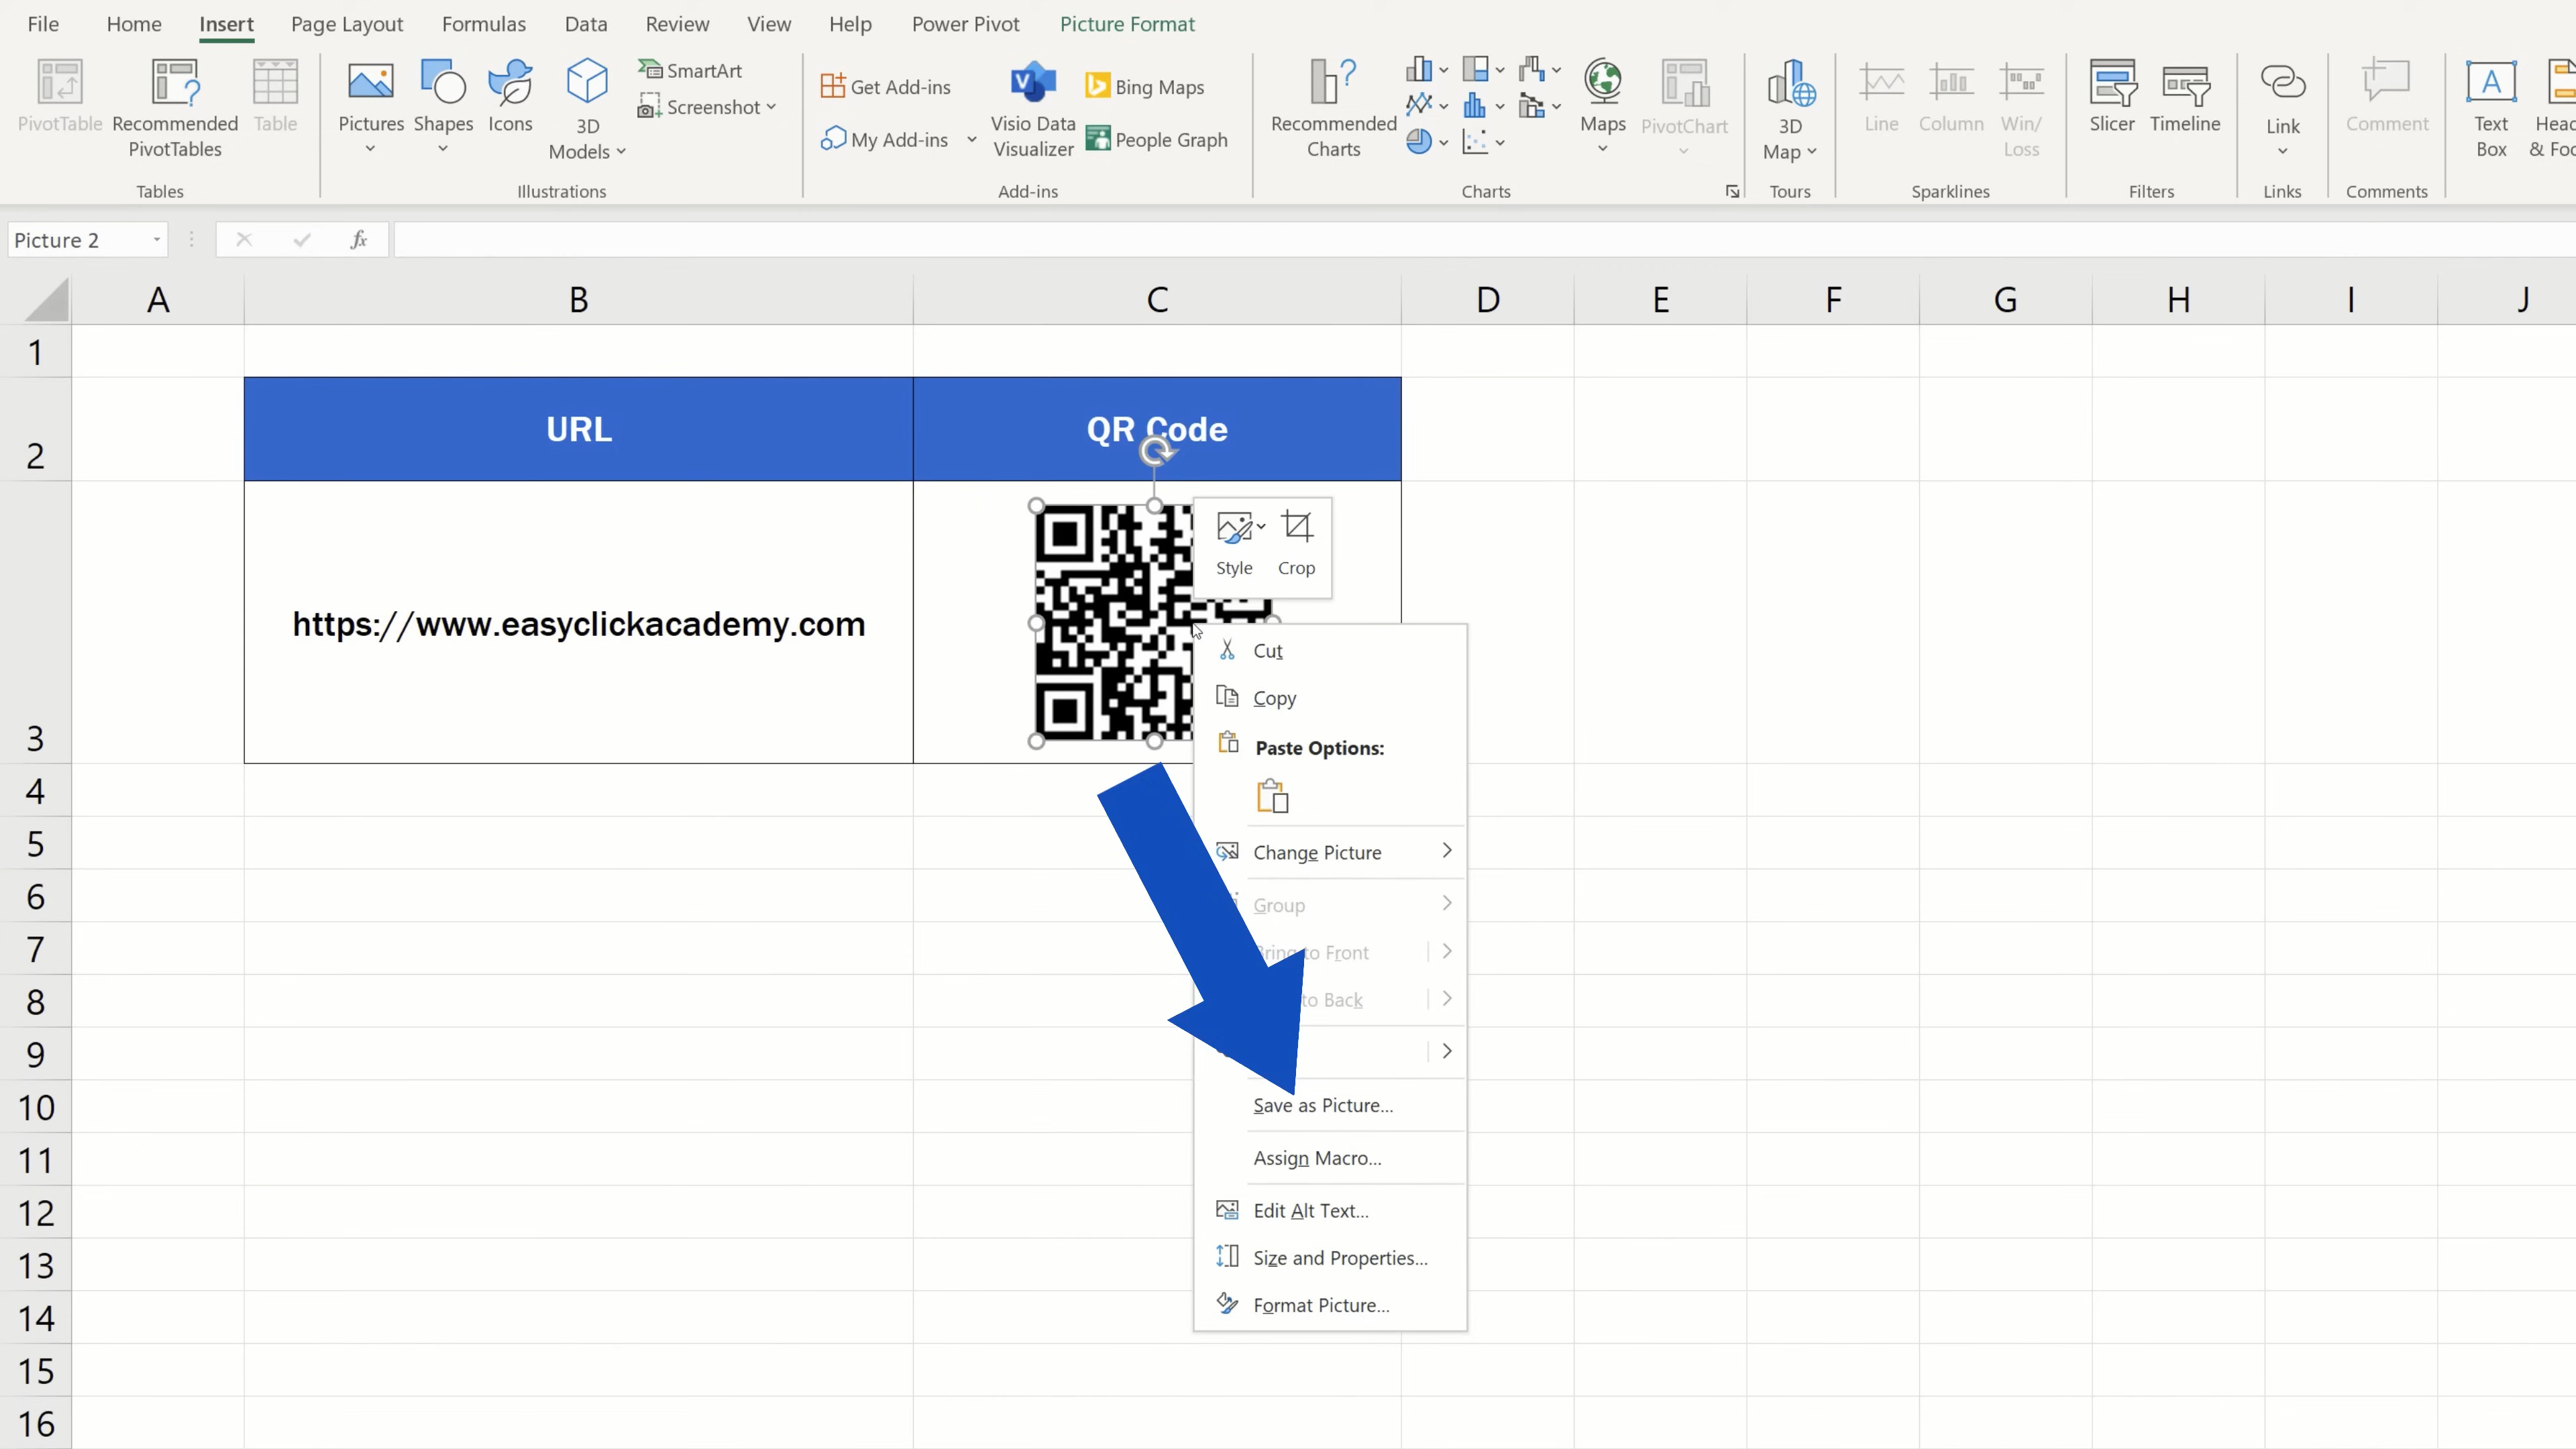 File Home Insert Page Layout Formulas Data Review View Help Power Pivot Picture Format
PivotTable
Recommended
PivotTables
Table
Tables
Pictures
Shapes
Icons
3D
Models
SmartArt
Screenshot
Illustrations
Get Add-ins
My Add-ins
Visio Data
Visualizer
Bing Maps
People Graph
Add-ins
Recommended
Charts
Maps
PivotChart
Charts
3D
Map
Tours
Line
Column
Win/
Loss
Sparklines
Slicer
Timeline
Filters
Link
Links
Comment
Comments
Text
Box
Picture 2
fx
A B C D E F G H I J
1
2
URL
QR Code
Style
Crop
3
https://www.easyclickacademy.com
Cut
Copy
Paste Options:
Change Picture
Group
Bring to Front
to Back
Save as Picture...
Assign Macro...
Edit Alt Text...
Size and Properties...
Format Picture...
4
5
6
7
8
9
10
11
12
13
14
15
16